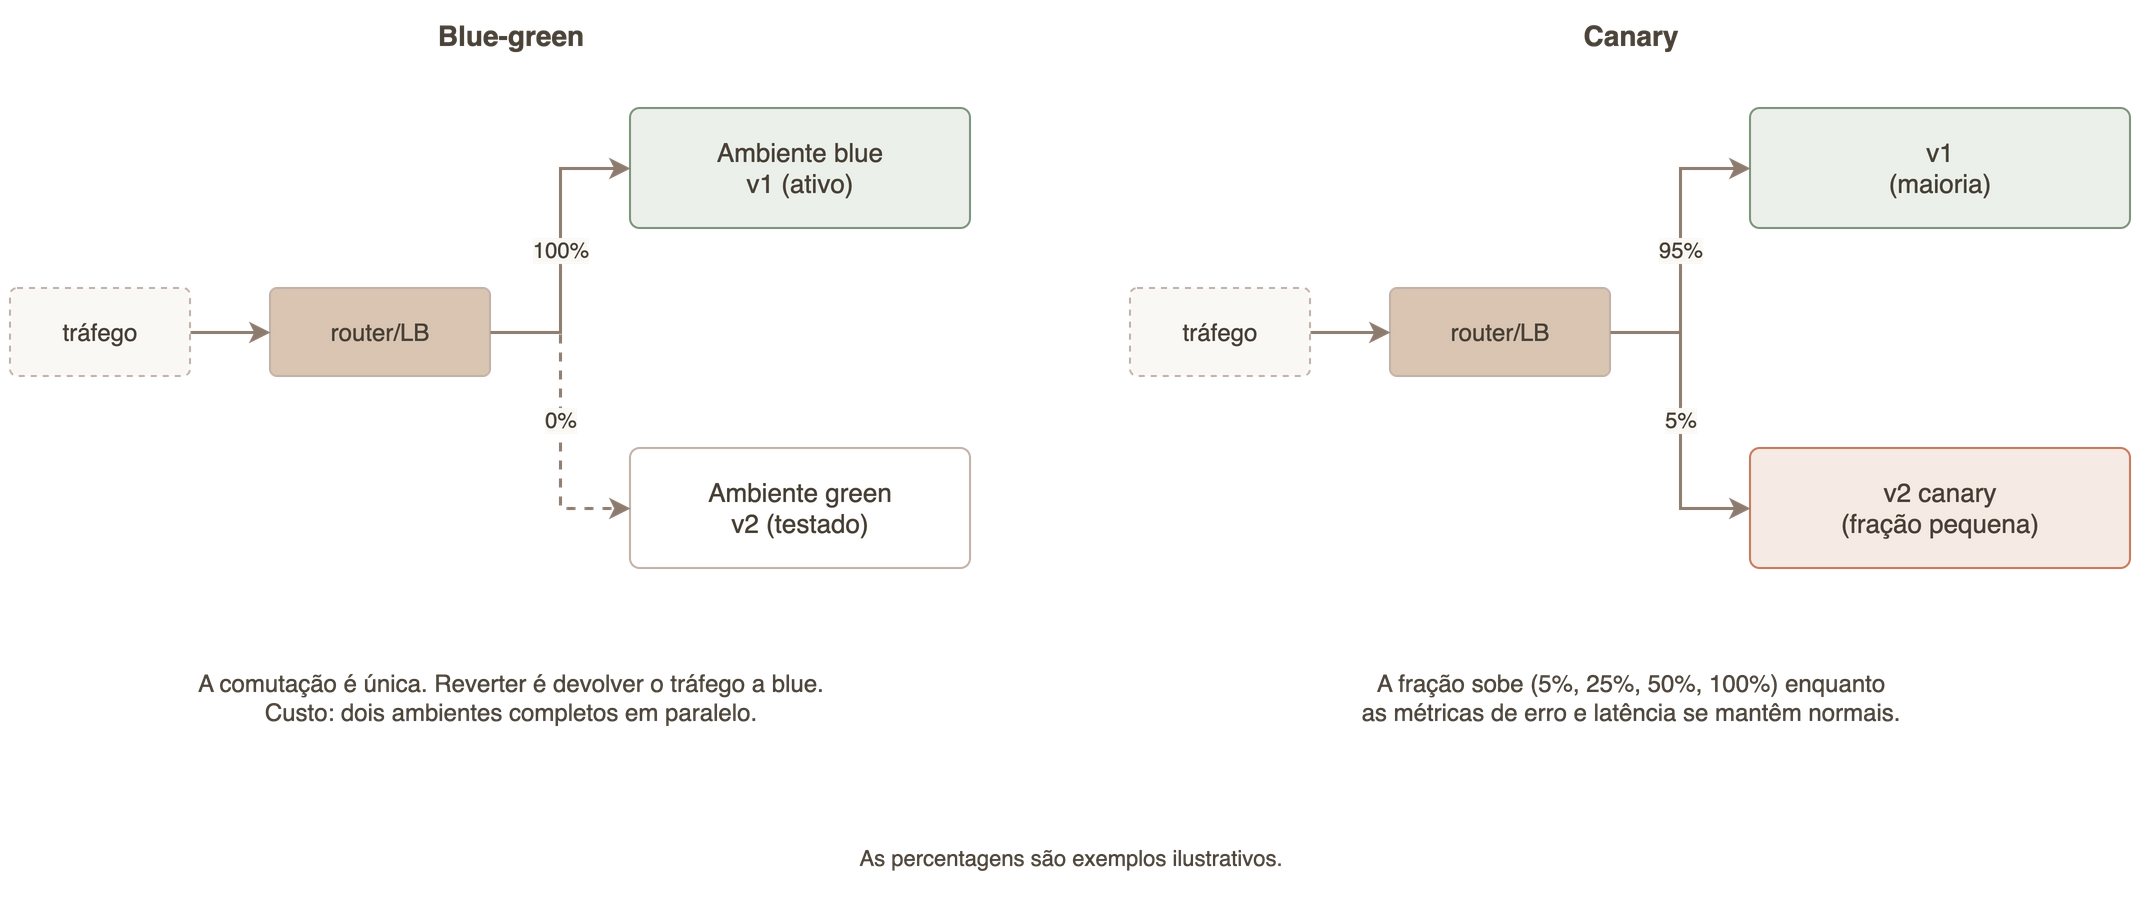 Blue-green
Ambiente blue
v1 (ativo)
100%
tráfego
router/LB
0%
Ambiente green
v2 (testado)
A comutação é única. Reverter é devolver o tráfego a blue.
Custo: dois ambientes completos em paralelo.
Canary
v1
(maioria)
95%
tráfego
router/LB
5%
v2 canary
(fração pequena)
A fração sobe (5%, 25%, 50%, 100%) enquanto
as métricas de erro e latência se mantêm normais.
As percentagens são exemplos ilustrativos.